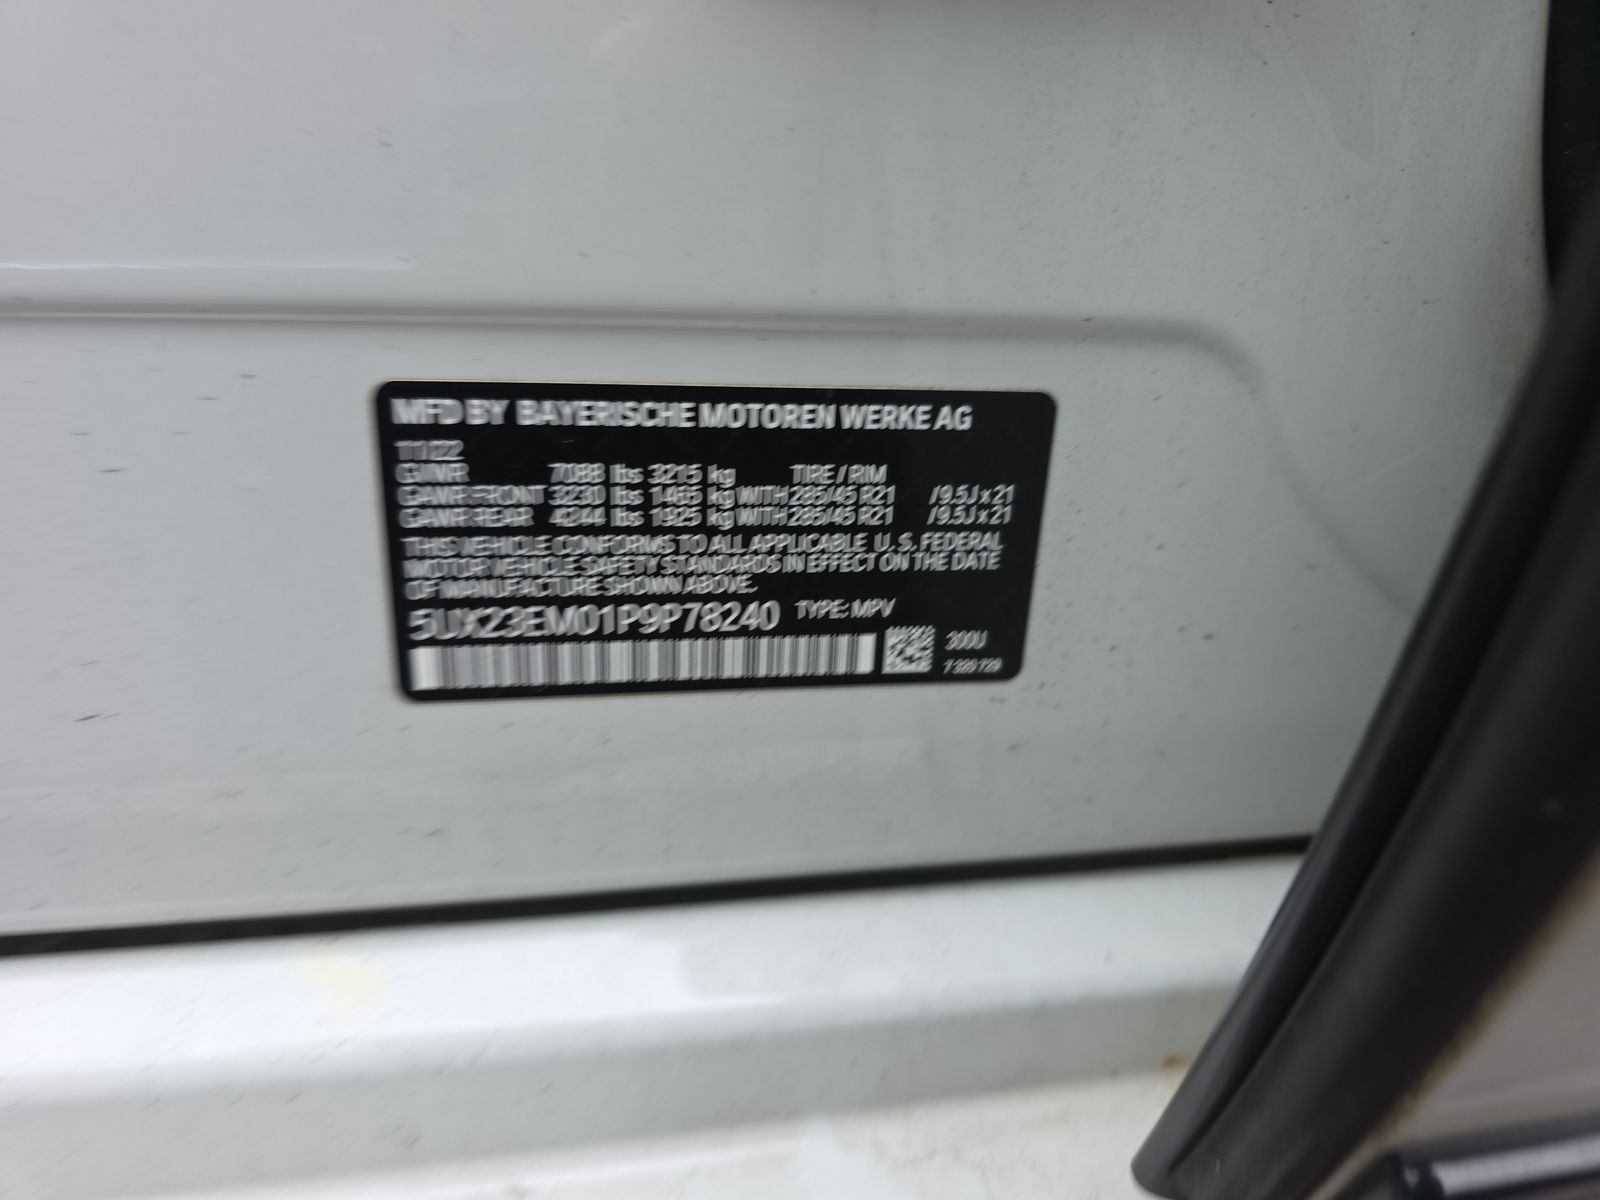 MFD BY BAYERISCHE MOTOREN WERKE AG
11/22
GVWR 7088 lbs 3215 kg TIRE / RIM
GAWR FRONT 3230 lbs 1465 kg WITH 285/45 R21 /9.5J x 21
GAWR REAR 4244 lbs 1925 kg WITH 285/45 R21 /9.5J x 21
THIS VEHICLE CONFORMS TO ALL APPLICABLE U. S. FEDERAL
MOTOR VEHICLE SAFETY STANDARDS IN EFFECT ON THE DATE
OF MANUFACTURE SHOWN ABOVE.
5UX23EM01P9P78240 TYPE: MPV
300U